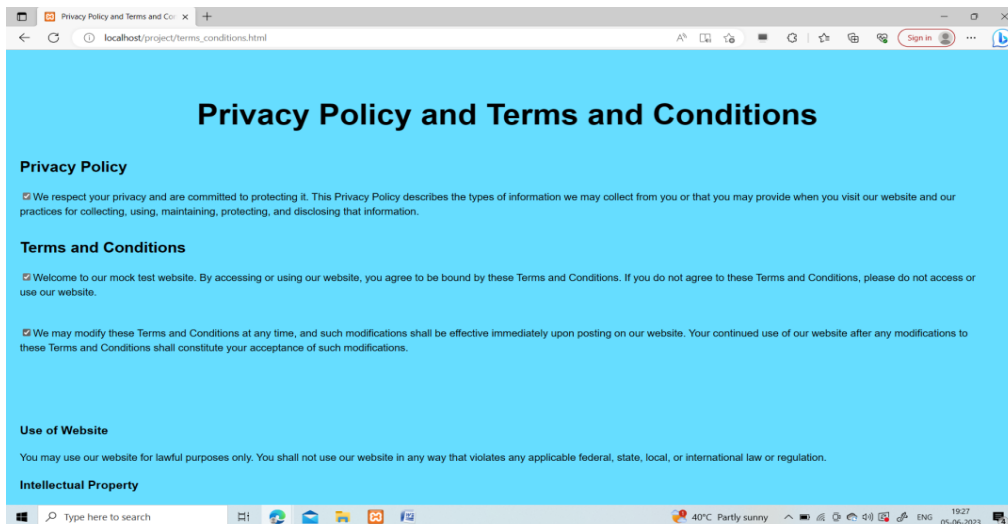 Privacy Policy and Terms and Con
localhost/project/terms_conditions.html
Sign in
Privacy Policy and Terms and Conditions
Privacy Policy
We respect your privacy and are committed to protecting it. This Privacy Policy describes the types of information we may collect from you or that you may provide when you visit our website and our
practices for collecting, using, maintaining, protecting, and disclosing that information.
Terms and Conditions
Welcome to our mock test website. By accessing or using our website, you agree to be bound by these Terms and Conditions. If you do not agree to these Terms and Conditions, please do not access or
use our website.
We may modify these Terms and Conditions at any time, and such modifications shall be effective immediately upon posting on our website. Your continued use of our website after any modifications to
these Terms and Conditions shall constitute your acceptance of such modifications.
Use of Website
You may use our website for lawful purposes only. You shall not use our website in any way that violates any applicable federal, state, local, or international law or regulation.
Intellectual Property
Type here to search
40°C Partly sunny
ENG
19:27
05-06-2023